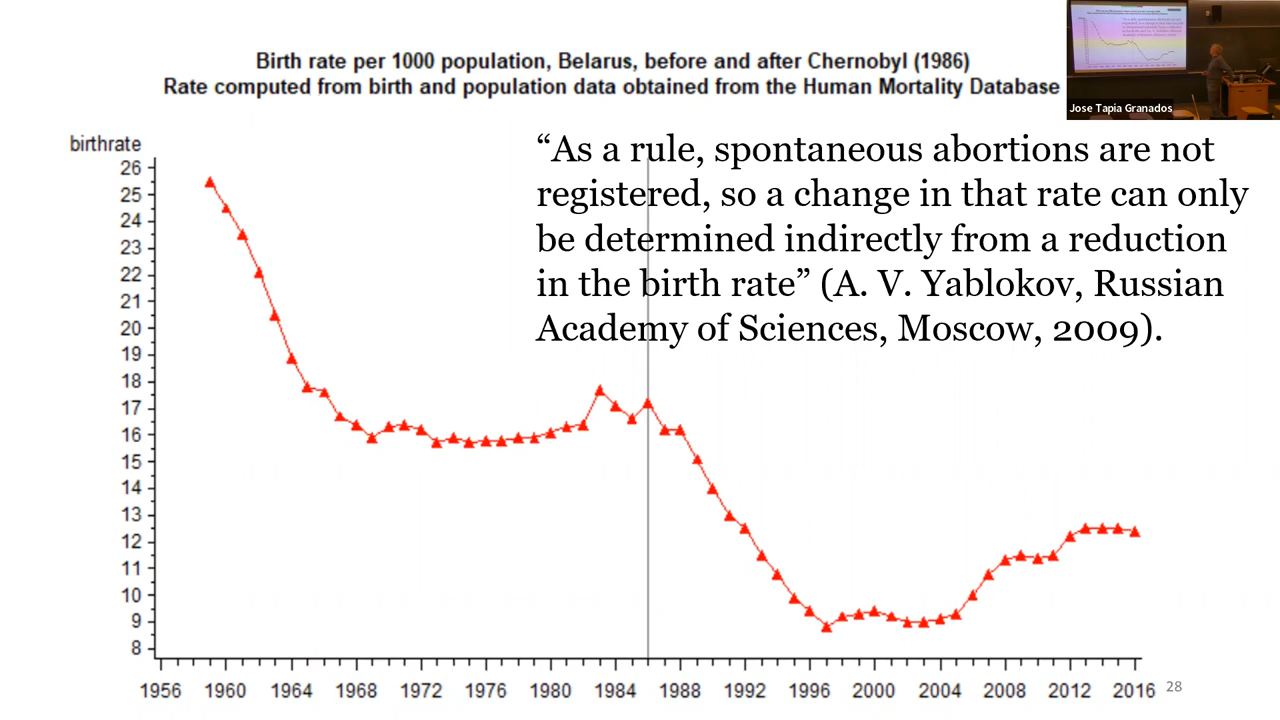 Birth rate per 1000 population, Belarus, before and after Chernobyl (1986)
Rate computed from birth and population data obtained from the Human Mortality Database
Jose Tapia Granados
birthrate
“As a rule, spontaneous abortions are not
registered, so a change in that rate can only
be determined indirectly from a reduction
in the birth rate” (A. V. Yablokov, Russian
Academy of Sciences, Moscow, 2009).
26
25
24
23
22
21
20
19
18
17
16
15
14
13
12
11
10
9
8
1956 1960 1964 1968 1972 1976 1980 1984 1988 1992 1996 2000 2004 2008 2012 2016
28